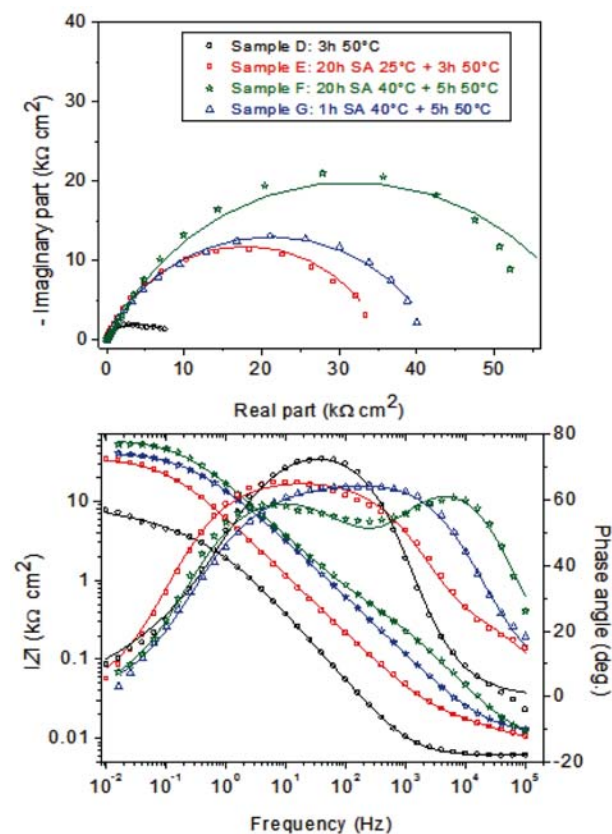 40
30
20
10
0
- Imaginary part (kΩ cm²)
Sample D: 3h 50°C
Sample E: 20h SA 25°C + 3h 50°C
Sample F: 20h SA 40°C + 5h 50°C
Sample G: 1h SA 40°C + 5h 50°C
0 10 20 30 40 50
Real part (kΩ cm²)
10
1
0.1
0.01
|Z| (kΩ cm²)
80
60
40
20
0
-20
Phase angle (deg.)
10⁻² 10⁻¹ 10⁰ 10¹ 10² 10³ 10⁴ 10⁵
Frequency (Hz)